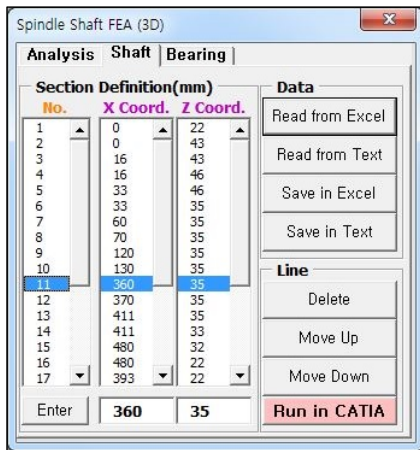 Spindle Shaft FEA (3D)
Analysis Shaft Bearing
Section Definition(mm)
No. X Coord. Z Coord.
1 0 22
2 0 43
3 16 43
4 16 46
5 33 46
6 33 35
7 60 35
8 70 35
9 120 35
10 130 35
11 360 35
12 370 35
13 411 35
14 411 33
15 480 32
16 480 22
17 393 22
Enter 360 35
Data
Read from Excel
Read from Text
Save in Excel
Save in Text
Line
Delete
Move Up
Move Down
Run in CATIA